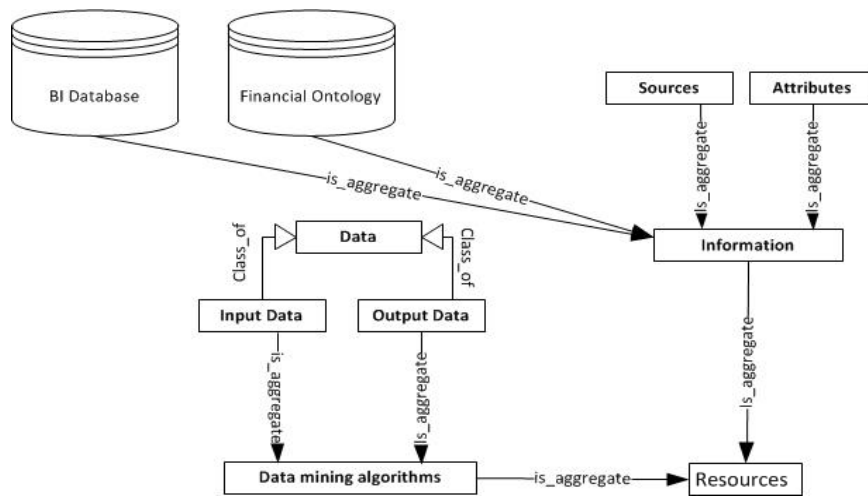 BI Database
Financial Ontology
Sources
Attributes
is_aggregate
is_aggregate
Is_aggregate
Is_aggregate
Data
Information
Class_of
Class_of
Input Data
Output Data
is_aggregate
Is_aggregate
Is_aggregate
Data mining algorithms
is_aggregate
Resources